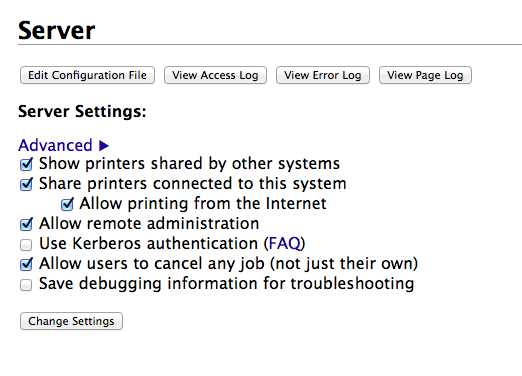 Server
Edit Configuration File View Access Log View Error Log View Page Log
Server Settings:
Advanced ▶
Show printers shared by other systems
Share printers connected to this system
Allow printing from the Internet
Allow remote administration
Use Kerberos authentication (FAQ)
Allow users to cancel any job (not just their own)
Save debugging information for troubleshooting
Change Settings